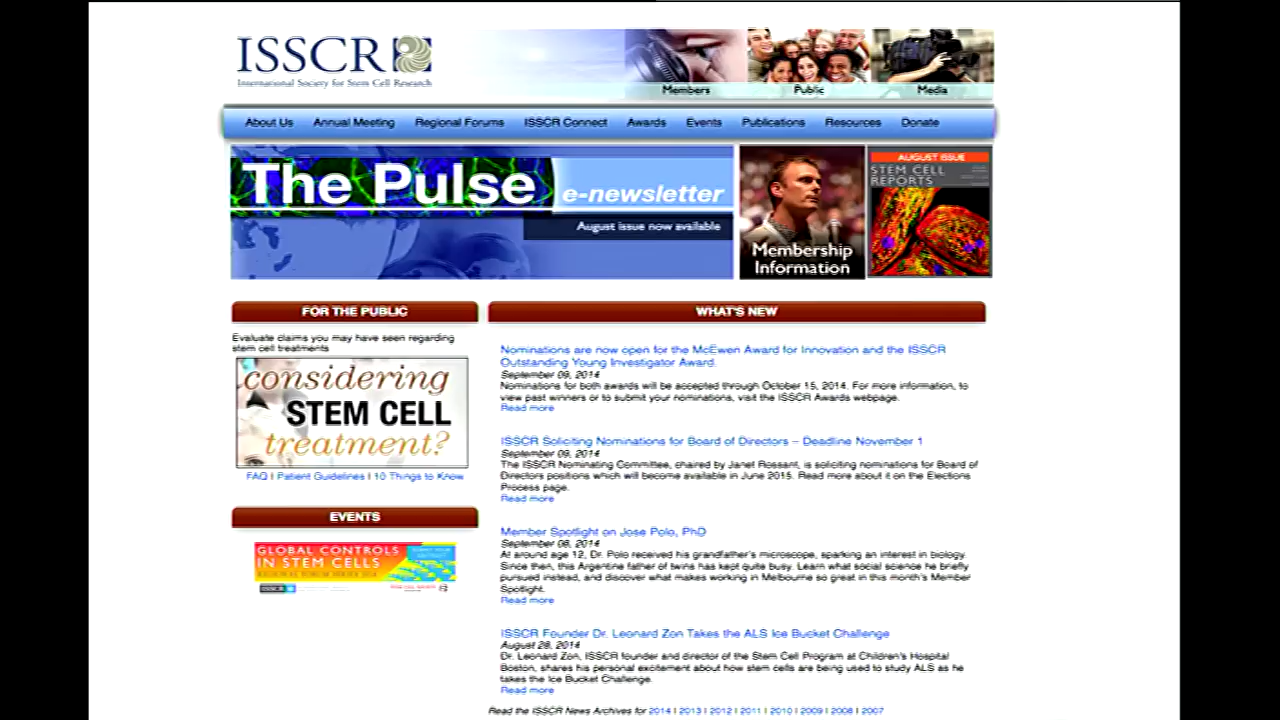 ISSCR
International Society for Stem Cell Research
Members
Public
Media
About Us
Annual Meeting
Regional Forums
ISSCR Connect
Awards
Events
Publications
Resources
Donate
The Pulse
e-newsletter
August issue now available
Membership
Information
AUGUST ISSUE
STEM CELL
REPORTS
FOR THE PUBLIC
Evaluate claims you may have seen regarding
stem cell treatments
considering
STEM CELL
treatment?
FAQ I Patient Guidelines I 10 Things to Know
EVENTS
GLOBAL CONTROLS
IN STEM CELLS
REGIONAL FORUM SERIES 2014
ISSCR
WHAT'S NEW
Nominations are now open for the McEwen Award for Innovation and the ISSCR
Outstanding Young Investigator Award.
September 09, 2014
Nominations for both awards will be accepted through October 15, 2014. For more information, to
view past winners or to submit your nominations, visit the ISSCR Awards webpage.
Read more
ISSCR Soliciting Nominations for Board of Directors – Deadline November 1
September 09, 2014
The ISSCR Nominating Committee, chaired by Janet Rossant, is soliciting nominations for Board of
Directors positions which will become available in June 2015. Read more about it on the Elections
Process page.
Read more
Member Spotlight on Jose Polo, PhD
September 08, 2014
At around age 12, Dr. Polo received his grandfather's microscope, sparking an interest in biology.
Since then, this Argentine father of twins has kept quite busy. Learn what social science he briefly
pursued instead, and discover what makes working in Melbourne so great in this month's Member
Spotlight.
Read more
ISSCR Founder Dr. Leonard Zon Takes the ALS Ice Bucket Challenge
August 28, 2014
Dr. Leonard Zon, ISSCR founder and director of the Stem Cell Program at Children's Hospital
Boston, shares his personal excitement about how stem cells are being used to study ALS as he
takes the Ice Bucket Challenge.
Read more
Read the ISSCR News Archives for 2014 I 2013 I 2012 I 2011 I 2010 I 2009 I 2008 I 2007